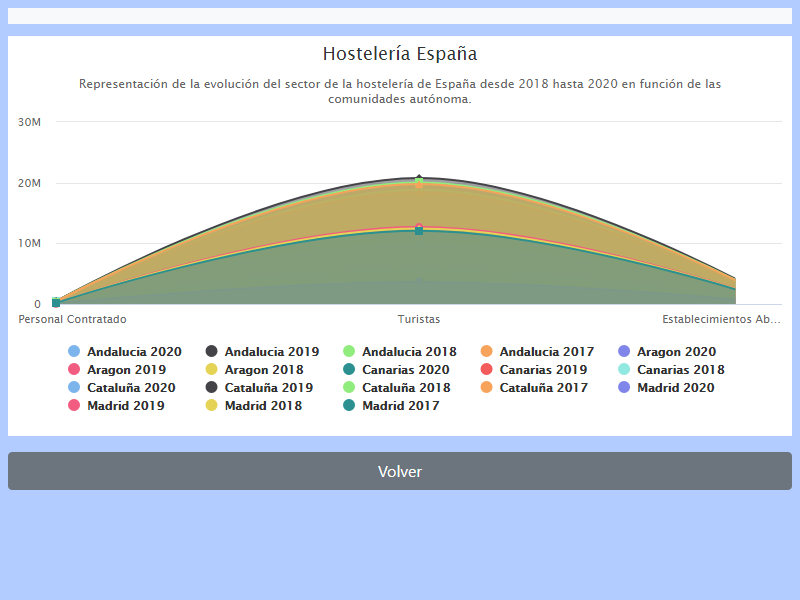 Hostelería España
Representación de la evolución del sector de la hostelería de España desde 2018 hasta 2020 en función de las
comunidades autónoma.
30M
20M
10M
0
Personal Contratado Turistas Establecimientos Ab...
Andalucia 2020 Andalucia 2019 Andalucia 2018 Andalucia 2017 Aragon 2020
Aragon 2019 Aragon 2018 Canarias 2020 Canarias 2019 Canarias 2018
Cataluña 2020 Cataluña 2019 Cataluña 2018 Cataluña 2017 Madrid 2020
Madrid 2019 Madrid 2018 Madrid 2017
Volver